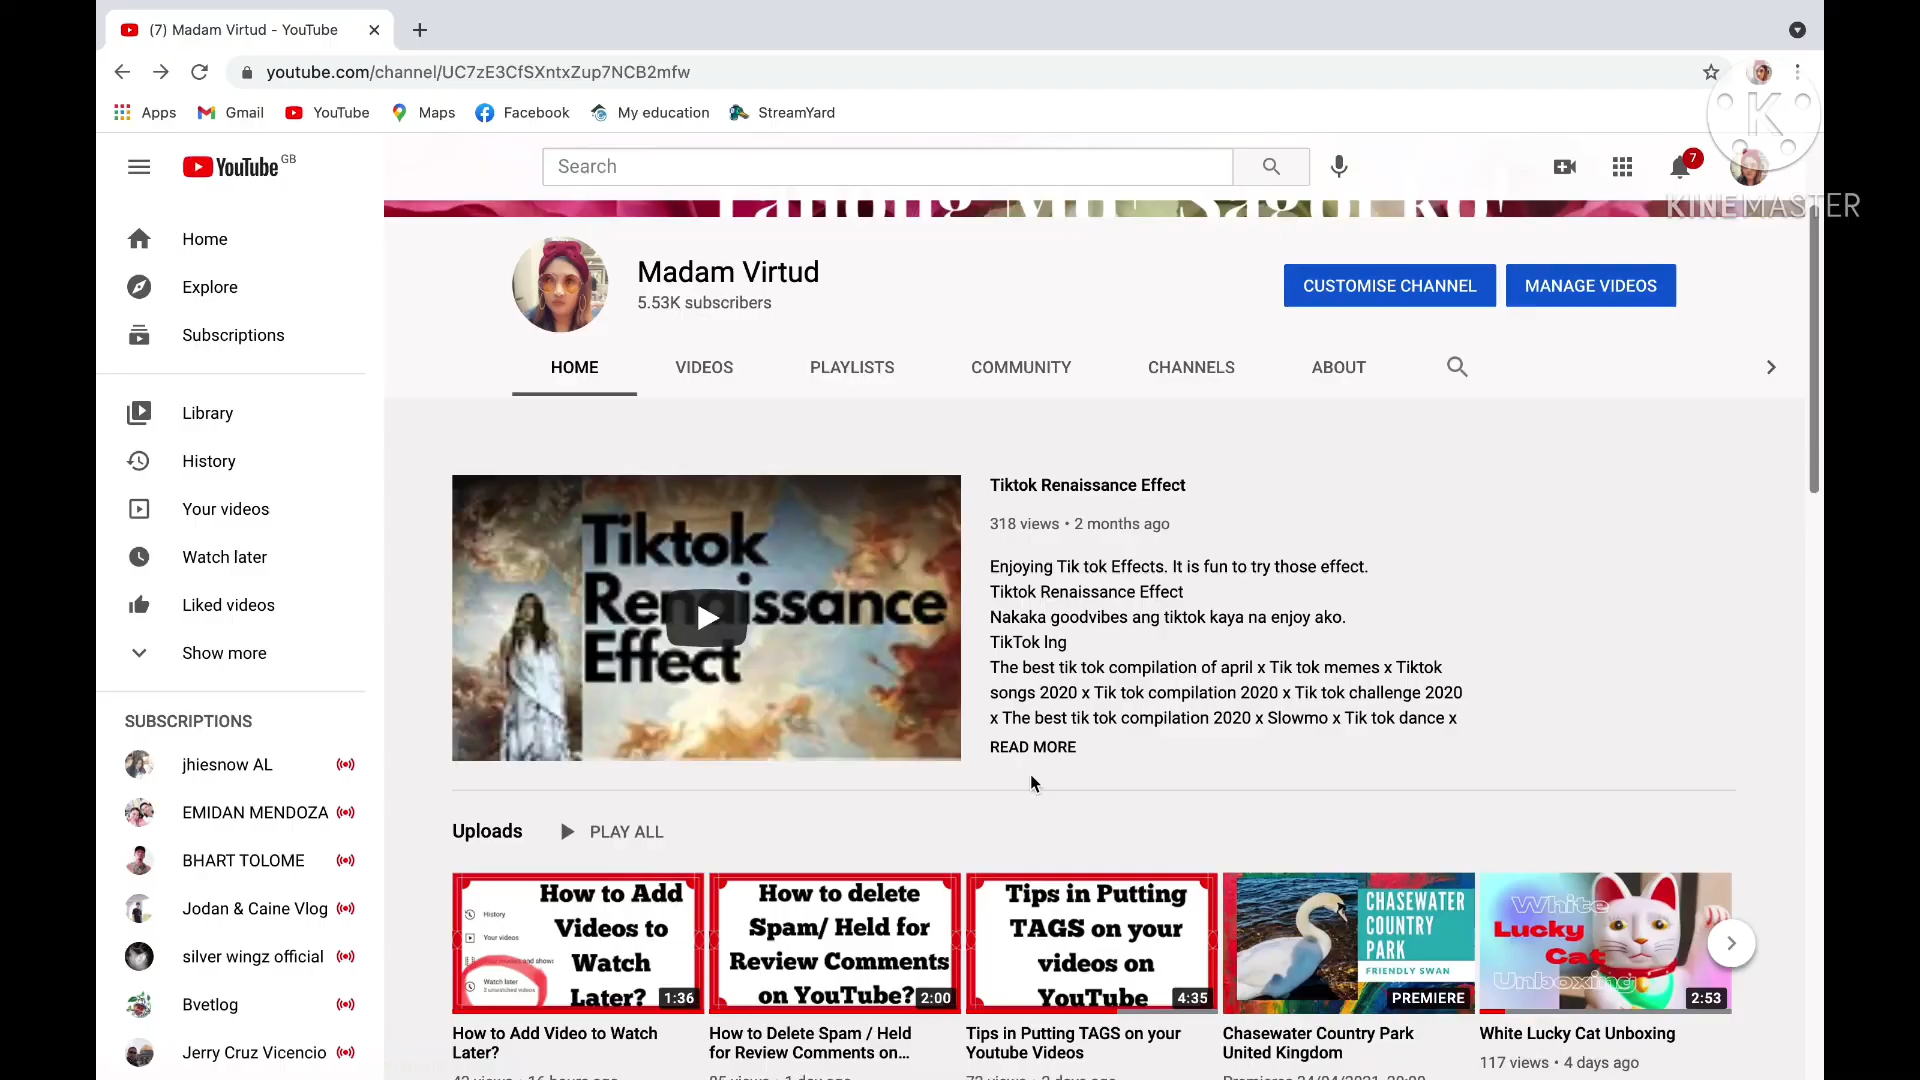 (7) Madam Virtud - YouTube
youtube.com/channel/UC7zE3CfSXntxZup7NCB2mfw
Apps Gmail YouTube Maps Facebook My education StreamYard
K
KINEMASTER
YouTube GB
Search
7
Home
Explore
Subscriptions
Library
History
Your videos
Watch later
Liked videos
Show more
SUBSCRIPTIONS
jhiesnow AL
EMIDAN MENDOZA
BHART TOLOME
Jodan & Caine Vlog
silver wingz official
Bvetlog
Jerry Cruz Vicencio
Madam Virtud
5.53K subscribers
CUSTOMISE CHANNEL
MANAGE VIDEOS
HOME VIDEOS PLAYLISTS COMMUNITY CHANNELS ABOUT
Tiktok
Renaissance
Effect
Tiktok Renaissance Effect
318 views • 2 months ago
Enjoying Tik tok Effects. It is fun to try those effect.
Tiktok Renaissance Effect
Nakaka goodvibes ang tiktok kaya na enjoy ako.
TikTok lng
The best tik tok compilation of april x Tik tok memes x Tiktok
songs 2020 x Tik tok compilation 2020 x Tik tok challenge 2020
x The best tik tok compilation 2020 x Slowmo x Tik tok dance x
READ MORE
Uploads PLAY ALL
How to Add
Videos to
Watch
Later?
History
Your videos
Watch later
1:36
How to Add Video to Watch
Later?
How to delete
Spam/ Held for
Review Comments
on YouTube?
2:00
How to Delete Spam / Held
for Review Comments on...
Tips in Putting
TAGS on your
videos on
YouTube
4:35
Tips in Putting TAGS on your
Youtube Videos
CHASEWATER
COUNTRY
PARK
FRIENDLY SWAN
PREMIERE
Chasewater Country Park
United Kingdom
White
Lucky
Cat
Unboxing
2:53
White Lucky Cat Unboxing
117 views • 4 days ago